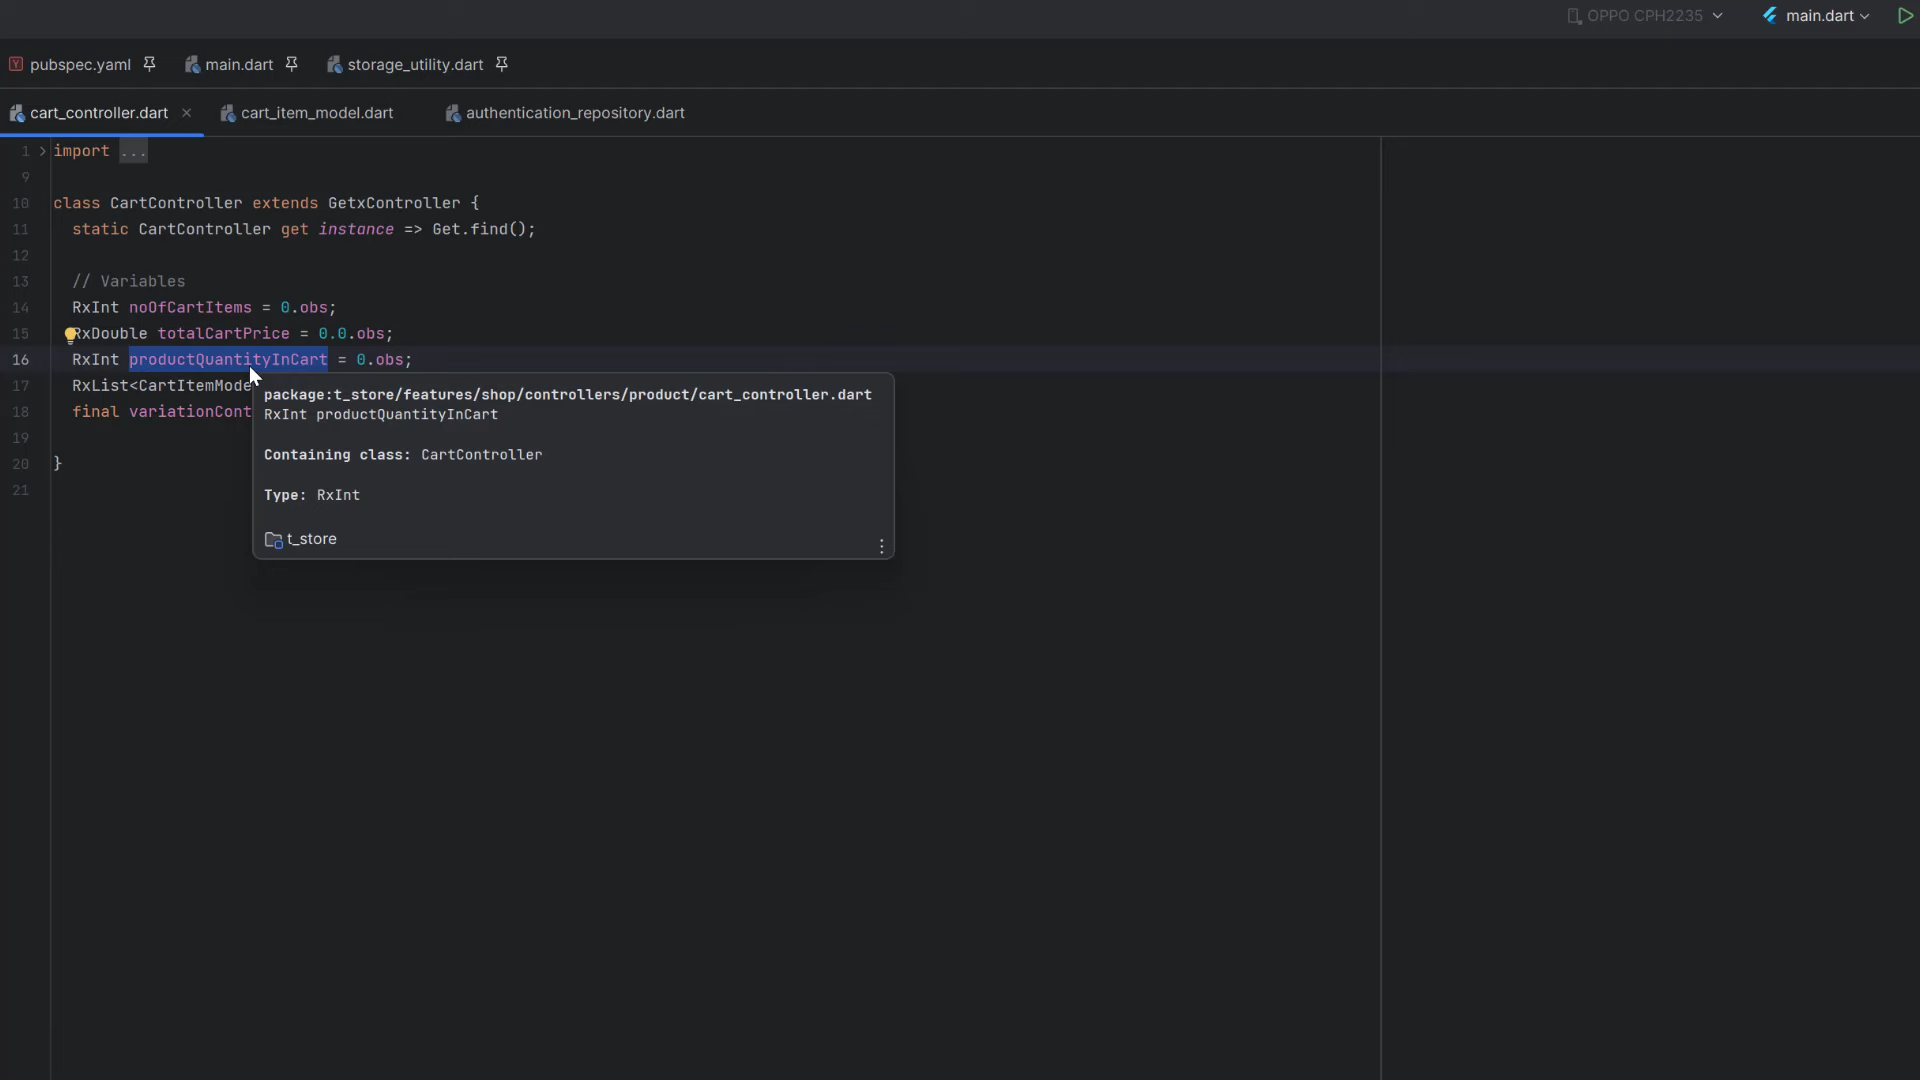 OPPO CPH2235 main.dart
pubspec.yaml main.dart storage_utility.dart
cart_controller.dart cart_item_model.dart authentication_repository.dart
1 import ...
9
10 class CartController extends GetxController {
11 static CartController get instance => Get.find();
12
13 // Variables
14 RxInt noOfCartItems = 0.obs;
15 RxDouble totalCartPrice = 0.0.obs;
16 RxInt productQuantityInCart = 0.obs;
17 RxList<CartItemMode
18 final variationCont
19
20 }
21
package:t_store/features/shop/controllers/product/cart_controller.dart
RxInt productQuantityInCart
Containing class: CartController
Type: RxInt
t_store